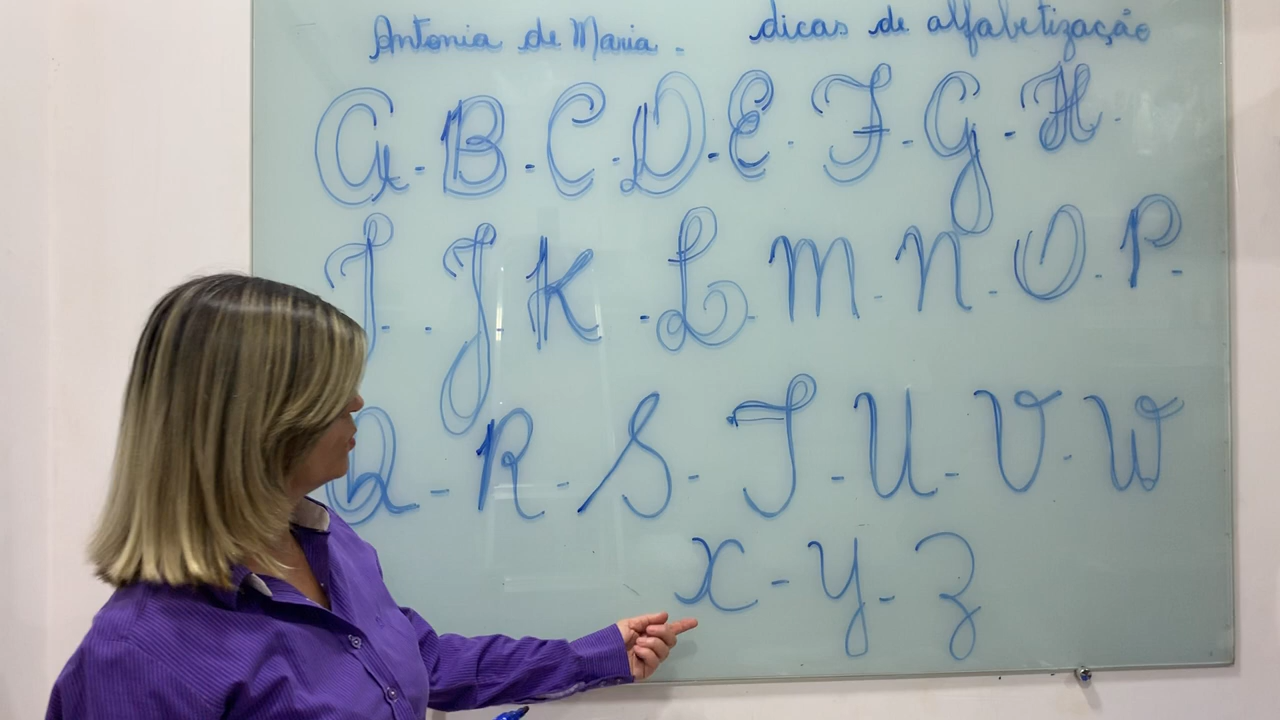 Antonia de Maria - dicas de alfabetização
A - B - C - D - E - F - G - H -
I - - J - K - L - M - N - O - P -
Q - R - S - T - U - V - W
X - Y - Z